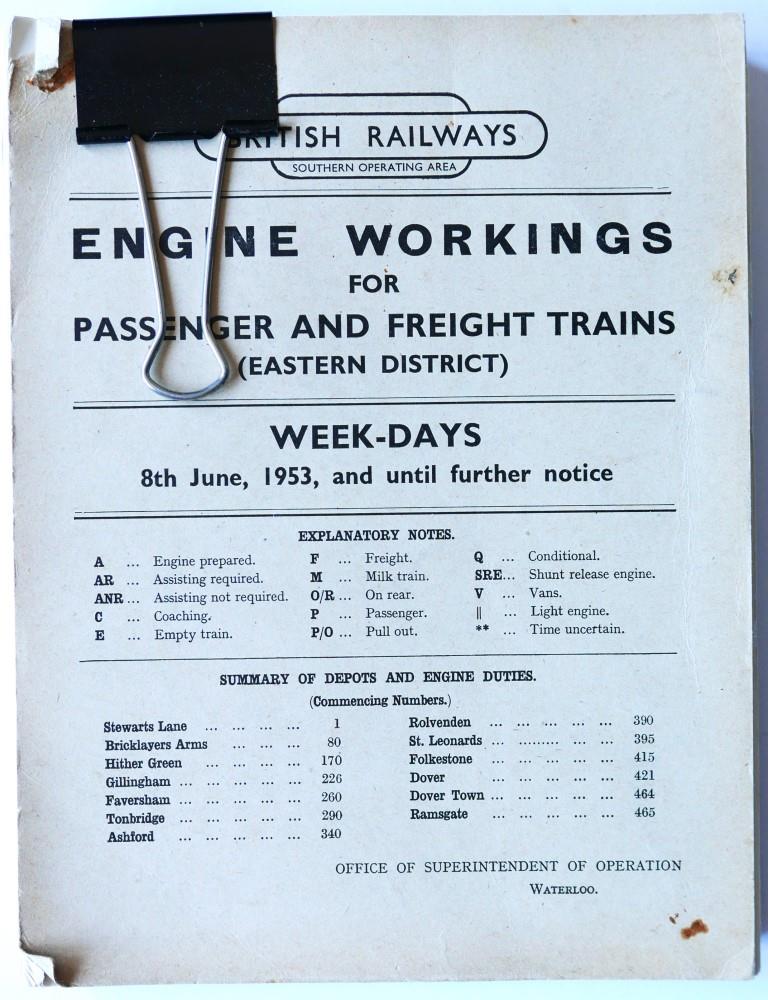 BRITISH RAILWAYS
SOUTHERN OPERATING AREA
ENGINE WORKINGS
FOR
PASSENGER AND FREIGHT TRAINS
(EASTERN DISTRICT)
WEEK-DAYS
8th June, 1953, and until further notice
EXPLANATORY NOTES.
A ... Engine prepared.
AR ... Assisting required.
ANR ... Assisting not required.
C ... Coaching.
E ... Empty train.
F ... Freight.
M ... Milk train.
O/R ... On rear.
P ... Passenger.
P/O ... Pull out.
Q ... Conditional.
SRE... Shunt release engine.
V ... Vans.
|| ... Light engine.
** ... Time uncertain.
SUMMARY OF DEPOTS AND ENGINE DUTIES.
(Commencing Numbers.)
Stewarts Lane ... ... ... ... 1
Bricklayers Arms ... ... ... 80
Hither Green ... ... ... ... 170
Gillingham ... ... ... ... ... 226
Faversham ... ... ... ... ... 260
Tonbridge ... ... ... ... ... 290
Ashford ... ... ... ... ... 340
Rolvenden ... ... ... ... ... 390
St. Leonards ... ......... ... ... 395
Folkestone ... ... ... ... ... 415
Dover ... ... ... ... ... 421
Dover Town ... ... ... ... ... 464
Ramsgate ... ... ... ... ... 465
OFFICE OF SUPERINTENDENT OF OPERATION
WATERLOO.